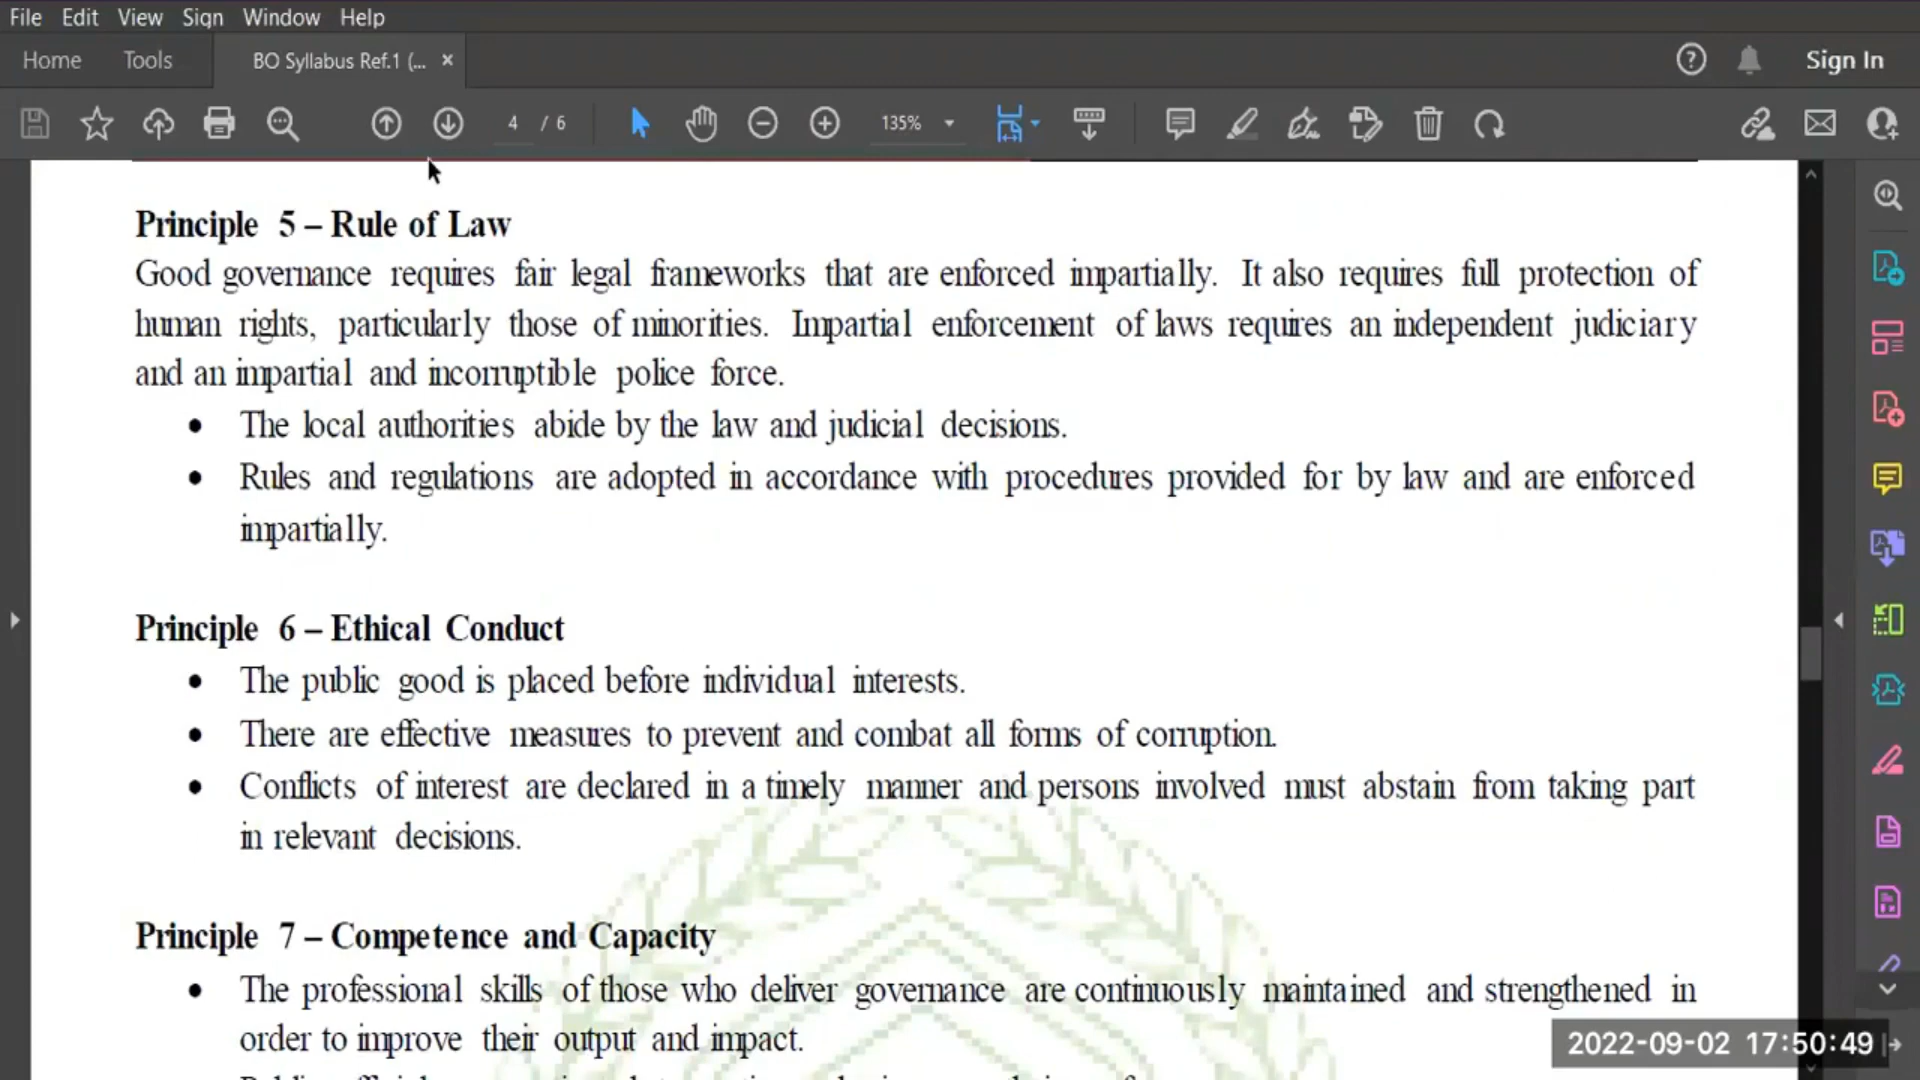 File Edit View Sign Window Help
Home Tools BO Syllabus Ref.1 (... × Sign In
4 / 6 135%
Principle 5 – Rule of Law
Good governance requires fair legal frameworks that are enforced impartially. It also requires full protection of
human rights, particularly those of minorities. Impartial enforcement of laws requires an independent judiciary
and an impartial and incorruptible police force.
• The local authorities abide by the law and judicial decisions.
• Rules and regulations are adopted in accordance with procedures provided for by law and are enforced
impartially.
Principle 6 – Ethical Conduct
• The public good is placed before individual interests.
• There are effective measures to prevent and combat all forms of corruption.
• Conflicts of interest are declared in a timely manner and persons involved must abstain from taking part
in relevant decisions.
Principle 7 – Competence and Capacity
• The professional skills of those who deliver governance are continuously maintained and strengthened in
order to improve their output and impact.
2022-09-02 17:50:49